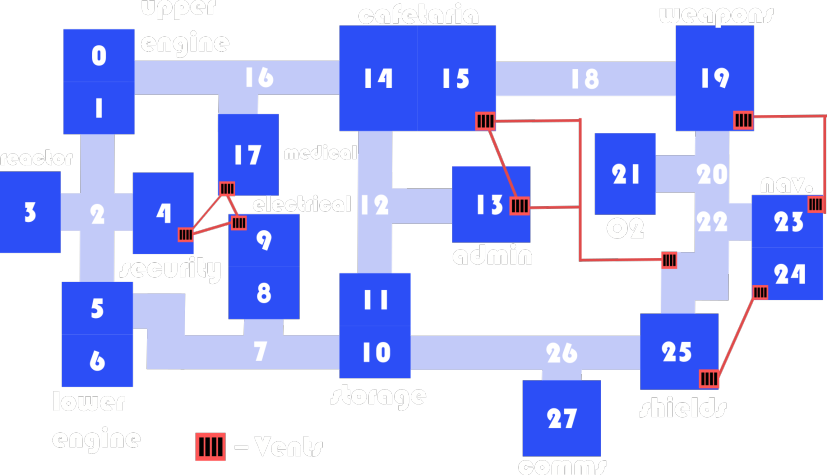 upper
engine
cafetaria
weapons
0
1
16
14
15
18
19
reactor
17
medical
3
2
4
security
electrical
9
8
12
13
admin
21
O2
20
22
nav.
23
24
5
6
lower
engine
7
11
10
storage
26
25
shields
27
comms
– Vents